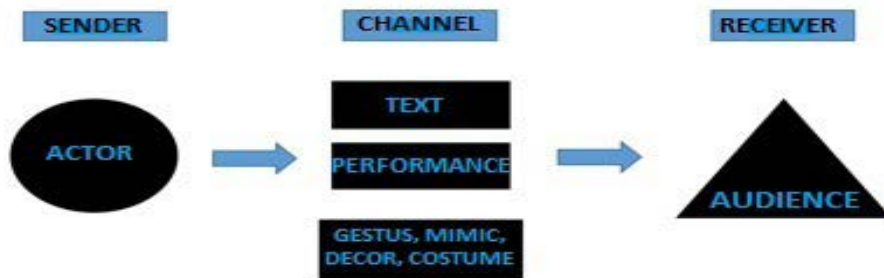 SENDER
CHANNEL
RECEIVER
ACTOR
TEXT
PERFORMANCE
GESTUS, MIMIC,
DECOR, COSTUME
AUDIENCE